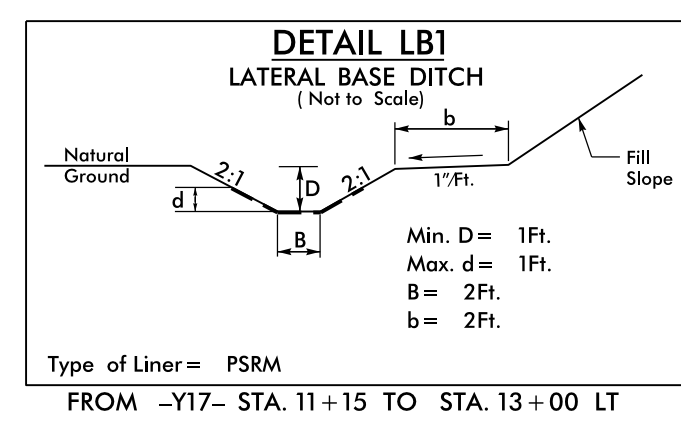 DETAIL LB1
LATERAL BASE DITCH
( Not to Scale)
b
Natural
Ground
2:1
D
2:1
1"/Ft.
Fill
Slope
d
B
Min. D = 1Ft.
Max. d = 1Ft.
B = 2Ft.
b = 2Ft.
Type of Liner = PSRM
FROM -Y17- STA. 11+15 TO STA. 13+00 LT